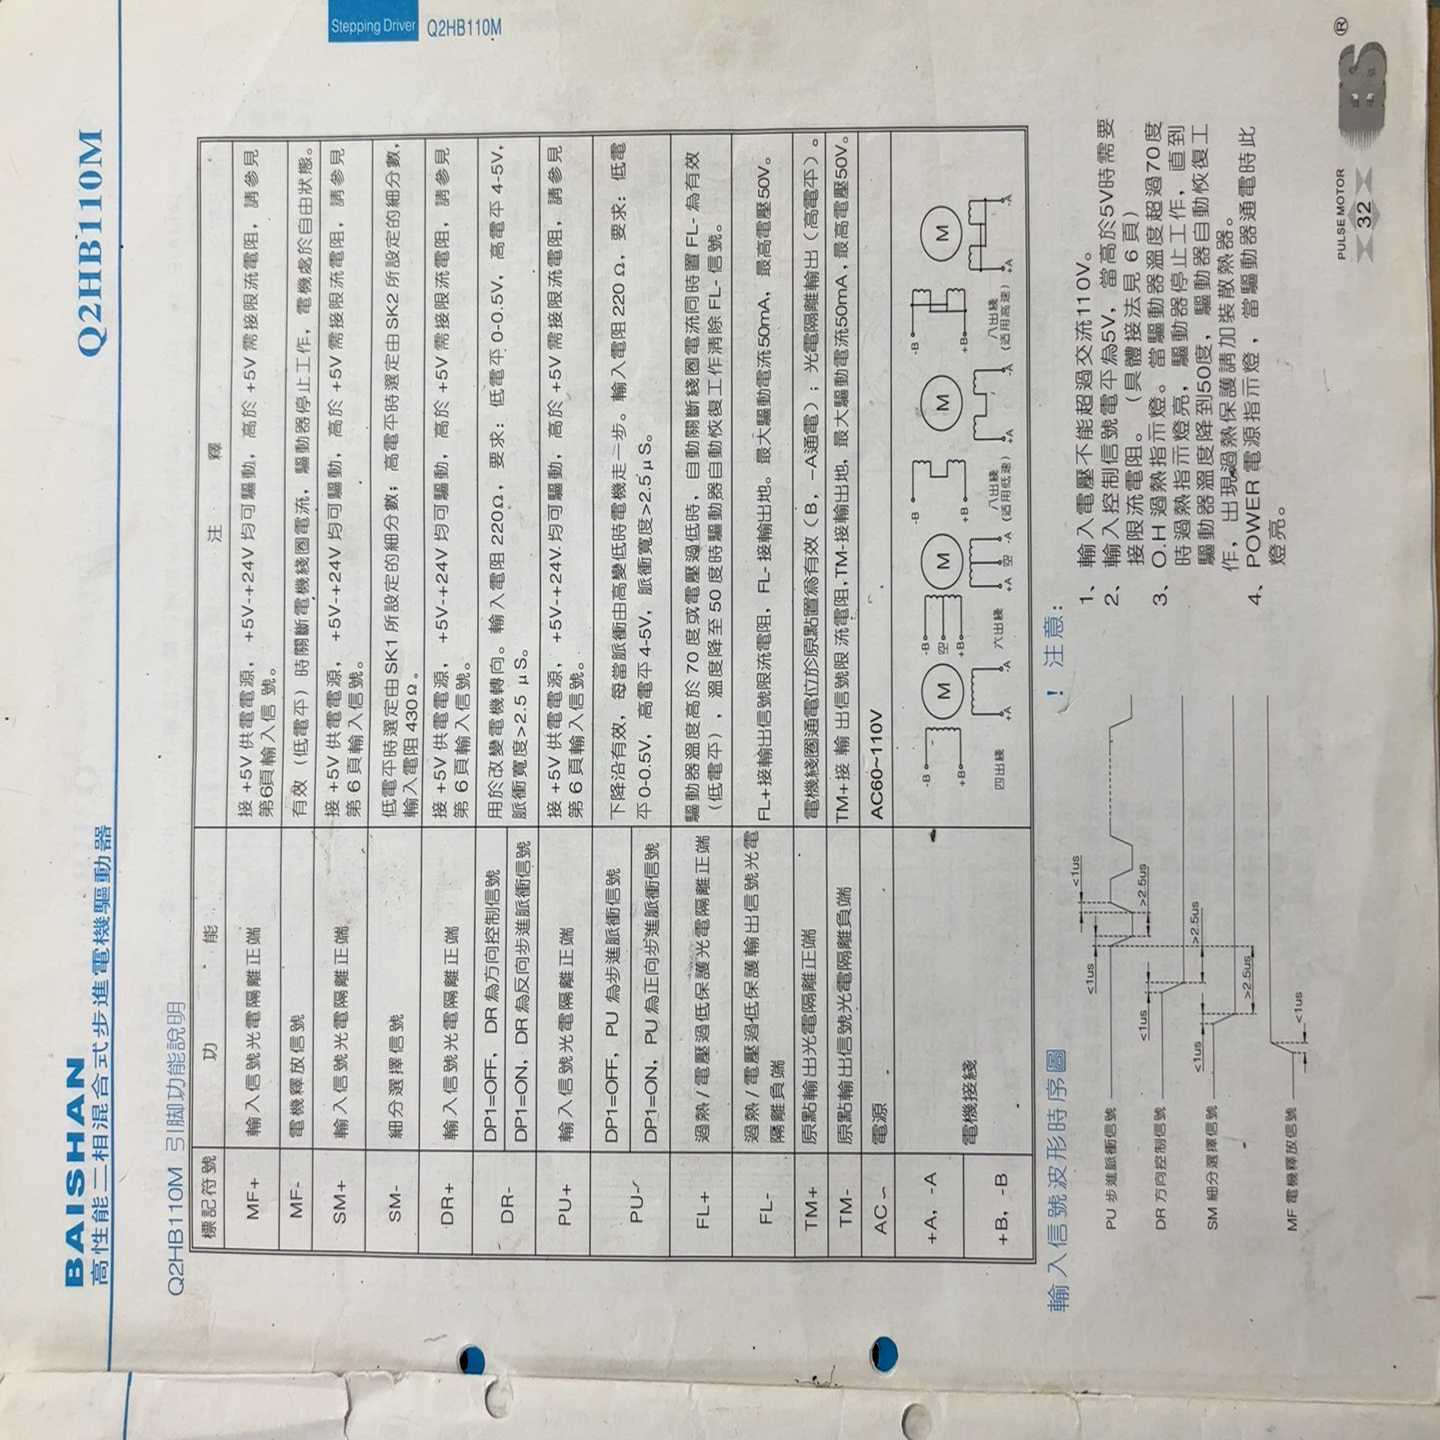 BAISHAN
高性能二相混合式步進電機驅動器
Q2HB110M
Stepping Driver Q2HB110M
Q2HB110M 引脚功能説明
標記符號 功 能 注 釋
MF+ 輸入信號光電隔離正端 接 +5V 供電電源， +5V-+24V 均可驅動，高於 +5V 需接限流電阻，請參見
第6頁輸入信號。
MF- 電機釋放信號 有效（低電平）時關斷電機綫圈電流，驅動器停止工作，電機處於自由狀態。
SM+ 輸入信號光電隔離正端 接 +5V 供電電源， +5V-+24V 均可驅動，高於 +5V 需接限流電阻，請參見
第 6 頁輸入信號。
SM- 細分選擇信號 低電平時選定由 SK1 所設定的細分數；高電平時選定由 SK2 所設定的細分數，
輸入電阻 430Ω。
DR+ 輸入信號光電隔離正端 接 +5V 供電電源， +5V-+24V 均可驅動，高於 +5V 需接限流電阻，請參見
第 6 頁輸入信號。
DR- DP1=OFF，DR 為方向控制信號 用於改變電機轉向。輸入電阻 220Ω，要求：低電平 0-0.5V，高電平 4-5V，
DP1=ON，DR 為反向步進脈衝信號 脈衝寬度>2.5 μS。
PU+ 輸入信號光電隔離正端 接 +5V 供電電源， +5V-+24V 均可驅動，高於 +5V 需接限流電阻，請參見
第 6 頁輸入信號。
PU- DP1=OFF，PU 為步進脈衝信號 下降沿有效，每當脈衝由高變低時電機走一步。輸入電阻 220 Ω，要求：低電
DP1=ON，PU 為正向步進脈衝信號 平 0-0.5V，高電平 4-5V，脈衝寬度>2.5μS。
FL+ 過熱/電壓過低保護光電隔離正端 驅動器溫度高於 70 度或電壓過低時，自動關斷綫圈電流同時置 FL- 為有效
（低電平），溫度降至 50 度時驅動器自動恢復工作清除 FL- 信號。
FL- 過熱/電壓過低保護輸出信號光電
隔離負端 FL+接輸出信號限流電阻，FL- 接輸出地。最大驅動電流50mA，最高電壓50V。
TM+ 原點輸出光電隔離正端 電機綫圈通電位於原點置為有效（B，-A通電）；光電隔離輸出（高電平）。
TM- 原點輸出信號光電隔離負端 TM+接輸出信號限流電阻，TM-接輸出地，最大驅動電流50mA，最高電壓50V。
AC~ 電源 AC60~110V
+A，-A
+B，-B
電機接綫
-B M
+B
+A -A
四出綫
-B 空 +B M
+A 空 -A
六出綫
-B M
+B
+A -A
八出綫
（适用低速）
-B M
+B
+A -A
八出綫
（适用高速）
輸入信號波形時序圖
PU 步進脈衝信號
<1us
<1us
>2.5us
DR 方向控制信號
<1us
>2.5us
SM 細分選擇信號
<1us
>2.5us
MF 電機釋放信號
<1us
！ 注意：
1、輸入電壓不能超過交流110V。
2、輸入控制信號電平為5V，當高於5V時需要
接限流電阻。（具體接法見 6 頁）
3、O.H 過熱指示燈。當驅動器溫度超過70度
時過熱指示燈亮，驅動器停止工作，直到
驅動器溫度降到50度，驅動器自動恢復工
作，出現過熱保護請加裝散熱器。
4、POWER 電源指示燈，當驅動器通電時此
燈亮。
PULSE MOTOR
32
BS ®